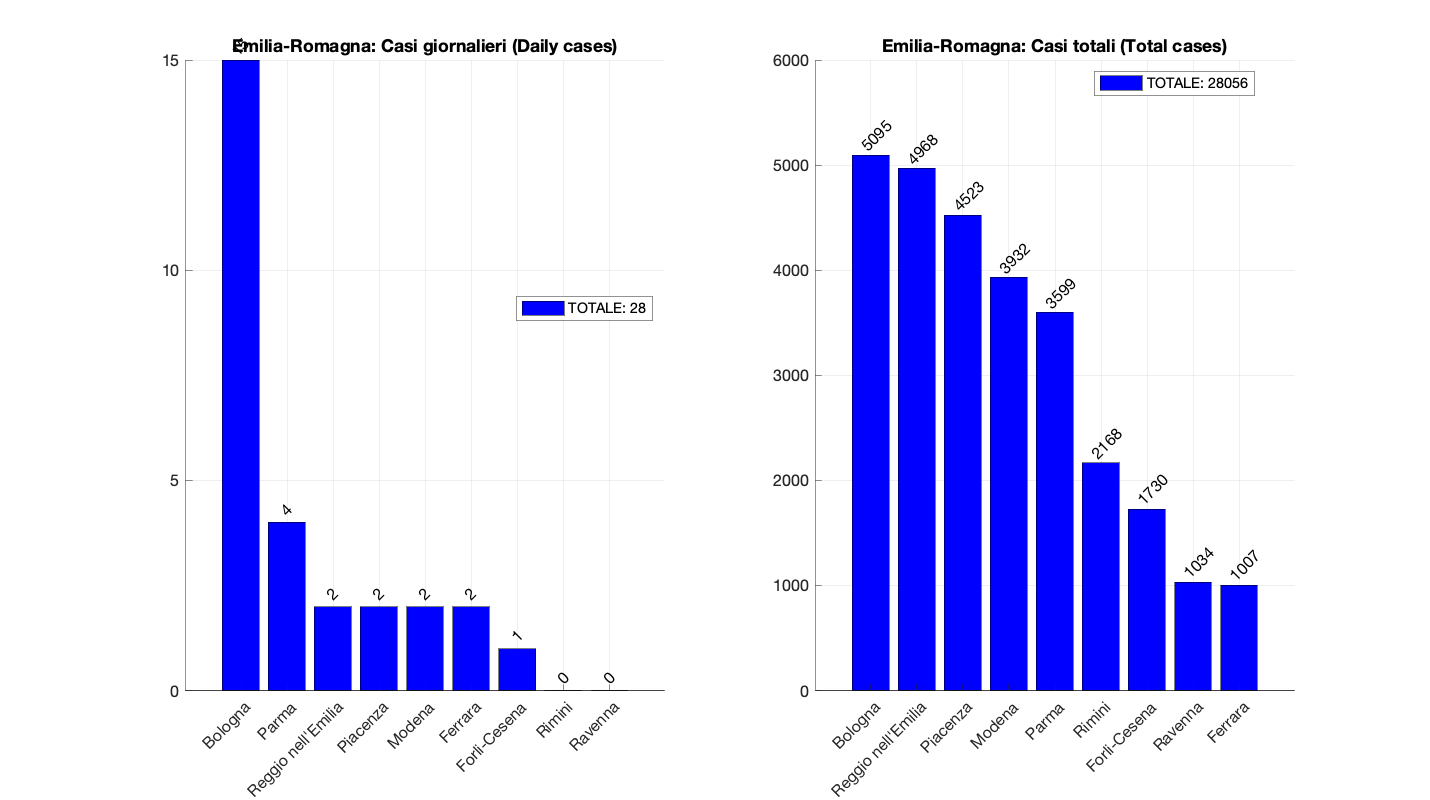 Emilia-Romagna: Casi giornalieri (Daily cases)
15
10
5
0
TOTALE: 28
4
2
2
2
2
1
0
0
Bologna
Parma
Reggio nell'Emilia
Piacenza
Modena
Ferrara
Forlì-Cesena
Rimini
Ravenna
Emilia-Romagna: Casi totali (Total cases)
6000
5000
4000
3000
2000
1000
0
TOTALE: 28056
5095
4968
4523
3932
3599
2168
1730
1034
1007
Bologna
Reggio nell'Emilia
Piacenza
Modena
Parma
Rimini
Forlì-Cesena
Ravenna
Ferrara